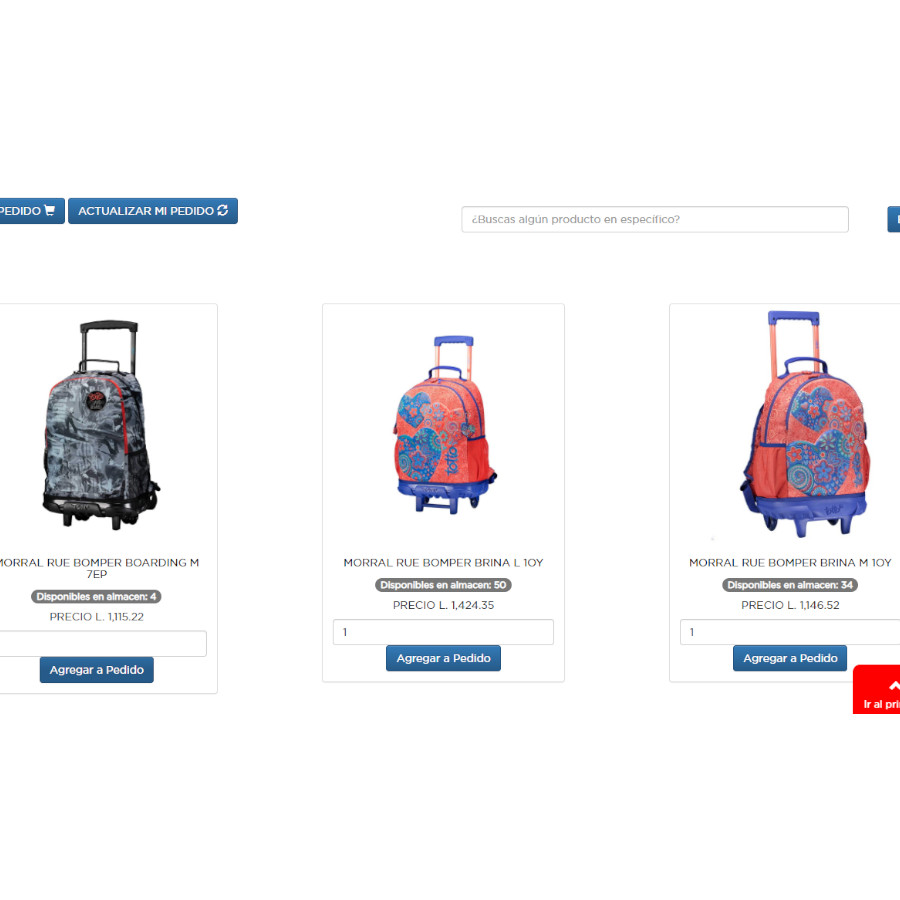 PEDIDO
ACTUALIZAR MI PEDIDO
¿Buscas algún producto en específico?
MORRAL RUE BOMPER BOARDING M
7EP
Disponibles en almacen: 4
PRECIO L. 1,115.22
Agregar a Pedido
totto
MORRAL RUE BOMPER BRINA L 1OY
Disponibles en almacen: 50
PRECIO L. 1,424.35
1
Agregar a Pedido
MORRAL RUE BOMPER BRINA M 1OY
Disponibles en almacen: 34
PRECIO L. 1,146.52
1
Agregar a Pedido
Ir al pri